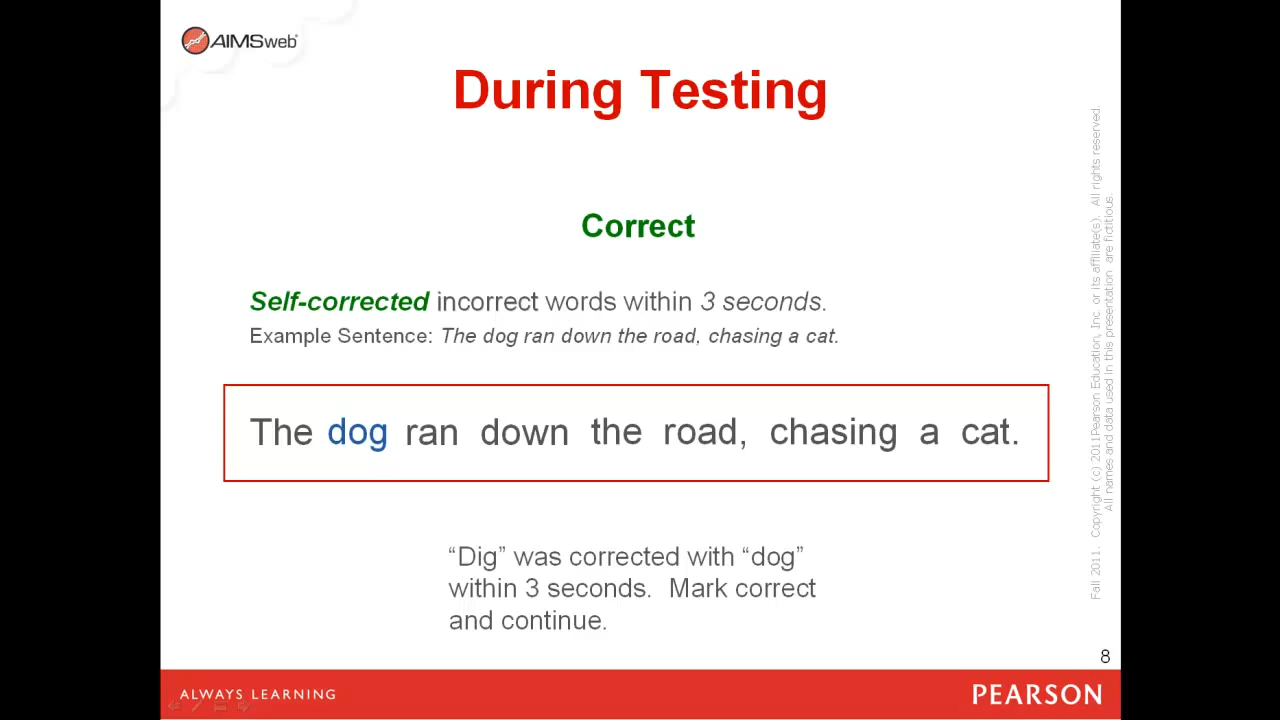 AIMSweb
During Testing
Correct
Self-corrected incorrect words within 3 seconds.
Example Sentence: The dog ran down the road, chasing a cat.
The dog ran down the road, chasing a cat.
“Dig” was corrected with “dog”
within 3 seconds.  Mark correct
and continue.
Fall 2011.  Copyright (c) 2011Pearson Education, Inc. or its affiliate(s).  All rights reserved.
All names and data used in this presentation are fictitious.
8
ALWAYS LEARNING
PEARSON